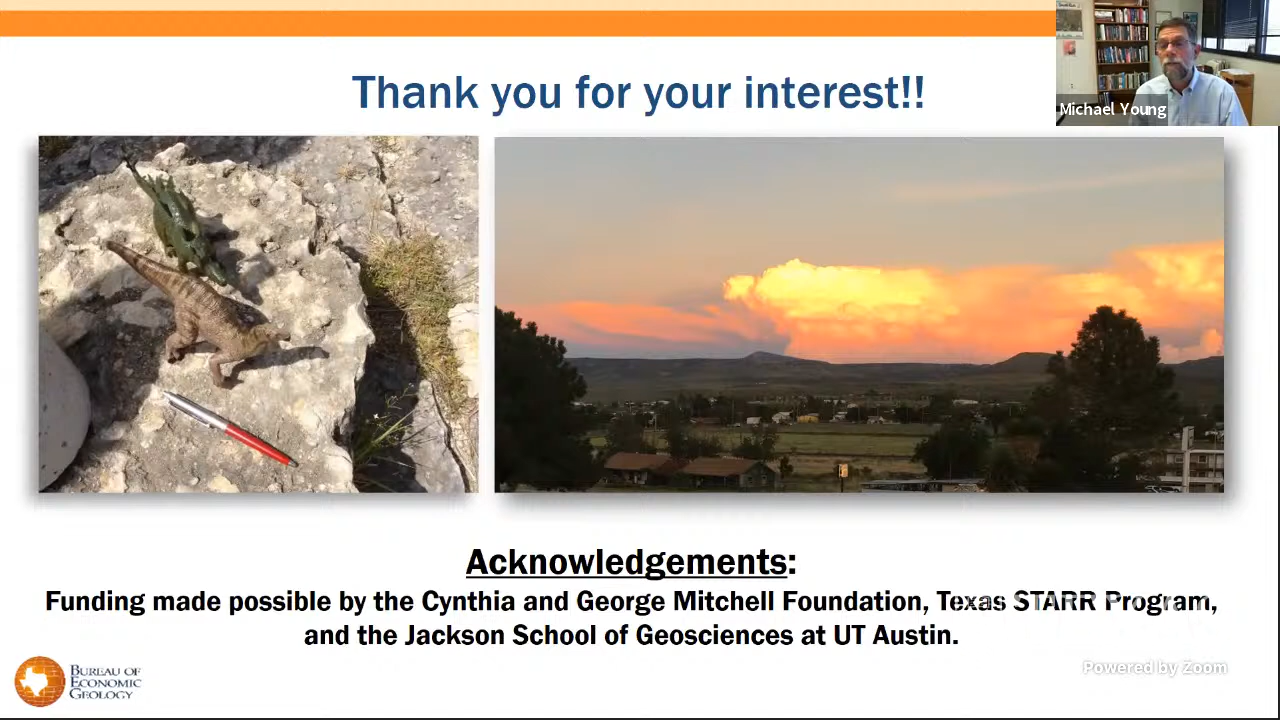 Thank you for your interest!!
Michael Young
Acknowledgements:
Funding made possible by the Cynthia and George Mitchell Foundation, Texas STARR Program,
and the Jackson School of Geosciences at UT Austin.
BUREAU OF
ECONOMIC
GEOLOGY
Powered by Zoom